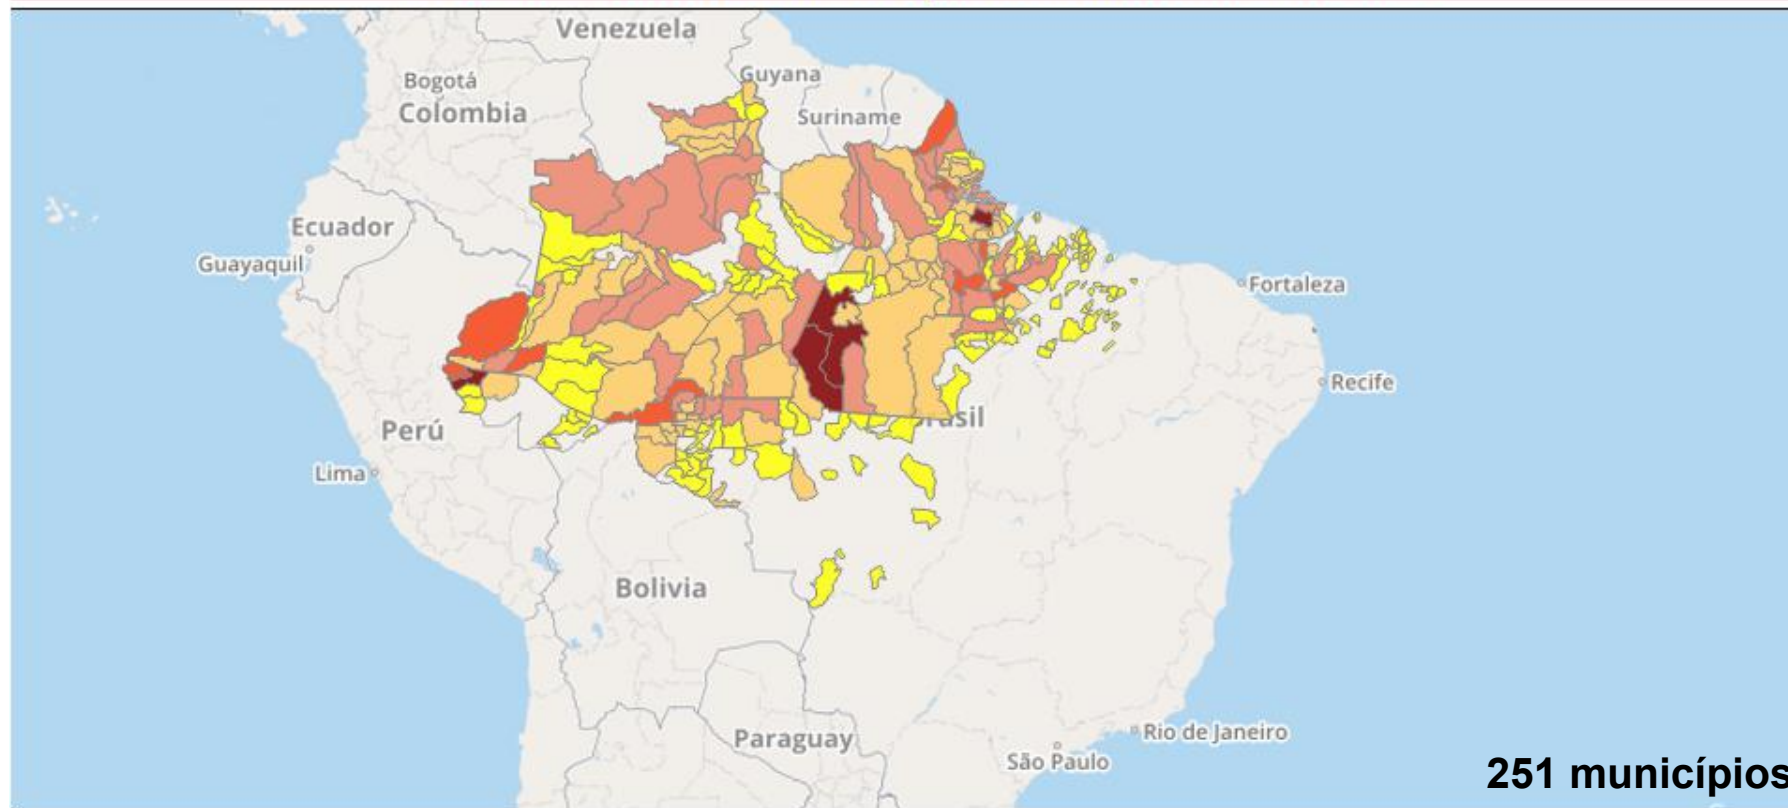 Venezuela
Guyana
Bogotá
Colombia
Suriname
Ecuador
Guayaquil
Fortaleza
Recife
Perú
Brasil
Lima
Bolivia
Paraguay
Rio de Janeiro
São Paulo
251 municípios